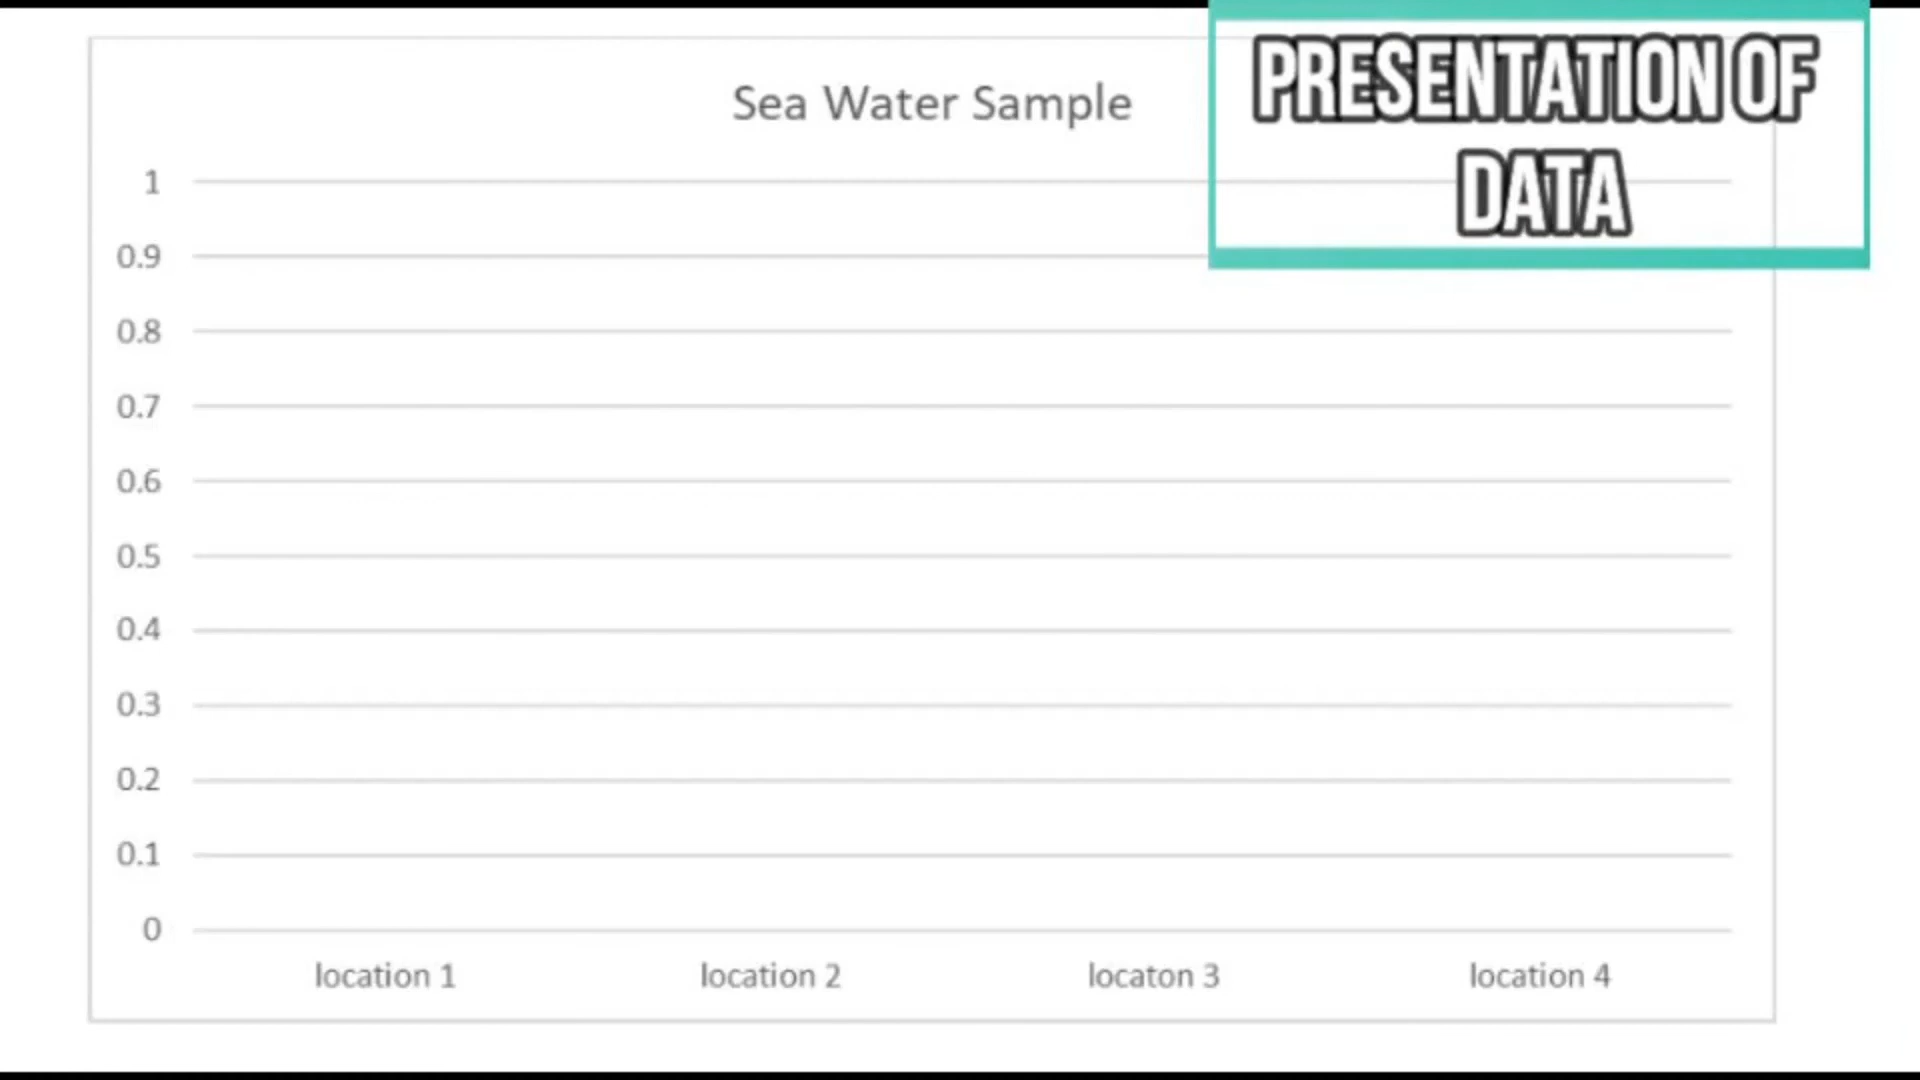 PRESENTATION OF
DATA
Sea Water Sample
1
0.9
0.8
0.7
0.6
0.5
0.4
0.3
0.2
0.1
0
location 1 location 2 locaton 3 location 4